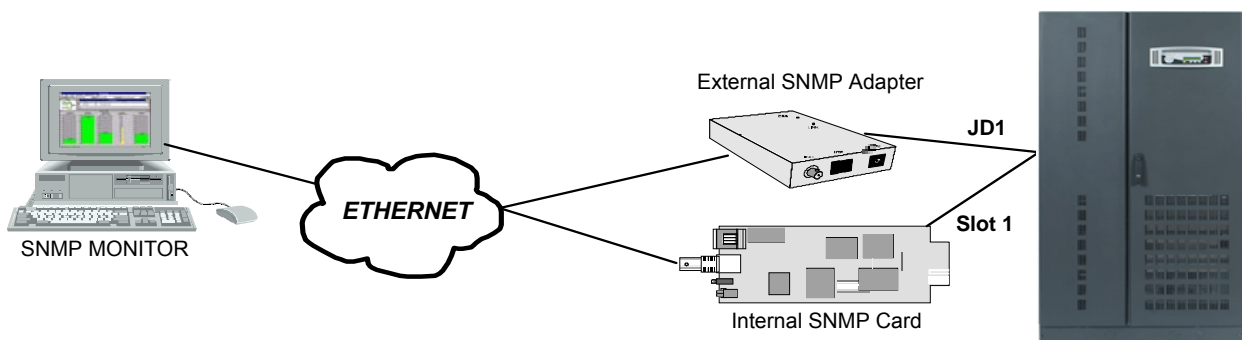 External SNMP Adapter
JD1
ETHERNET
Slot 1
SNMP MONITOR
Internal SNMP Card